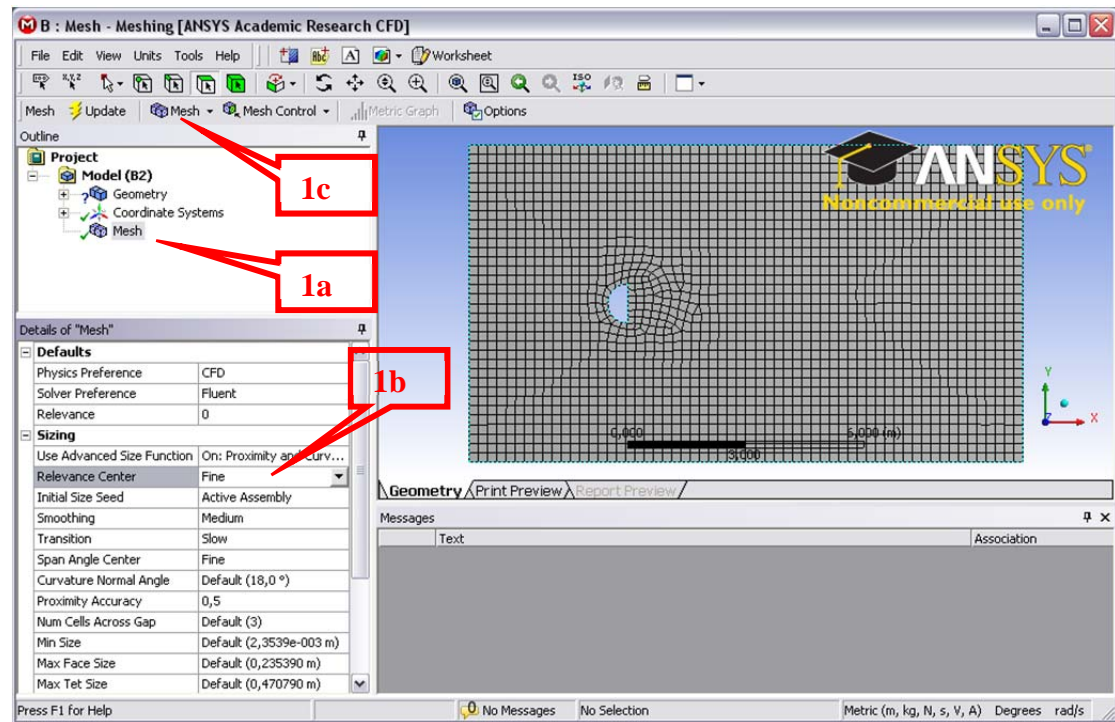 B : Mesh - Meshing [ANSYS Academic Research CFD]
File Edit View Units Tools Help Worksheet
Mesh Update Mesh Mesh Control Metric Graph Options
Outline
Project
Model (B2)
Geometry
Coordinate Systems
Mesh
1c
1a
ANSYS
Noncommercial use only
Details of "Mesh"
Defaults
Physics Preference CFD
Solver Preference Fluent
Relevance 0
1b
Sizing
Use Advanced Size Function On: Proximity and Curv...
Relevance Center Fine
Initial Size Seed Active Assembly
Smoothing Medium
Transition Slow
Span Angle Center Fine
Curvature Normal Angle Default (18,0 °)
Proximity Accuracy 0,5
Num Cells Across Gap Default (3)
Min Size Default (2,3539e-003 m)
Max Face Size Default (0,235390 m)
Max Tet Size Default (0,470790 m)
0,000 6,000 (m)
3,000
Y
X
Z
Geometry Print Preview Report Preview
Messages
Text Association
Press F1 for Help No Messages No Selection Metric (m, kg, N, s, V, A) Degrees rad/s